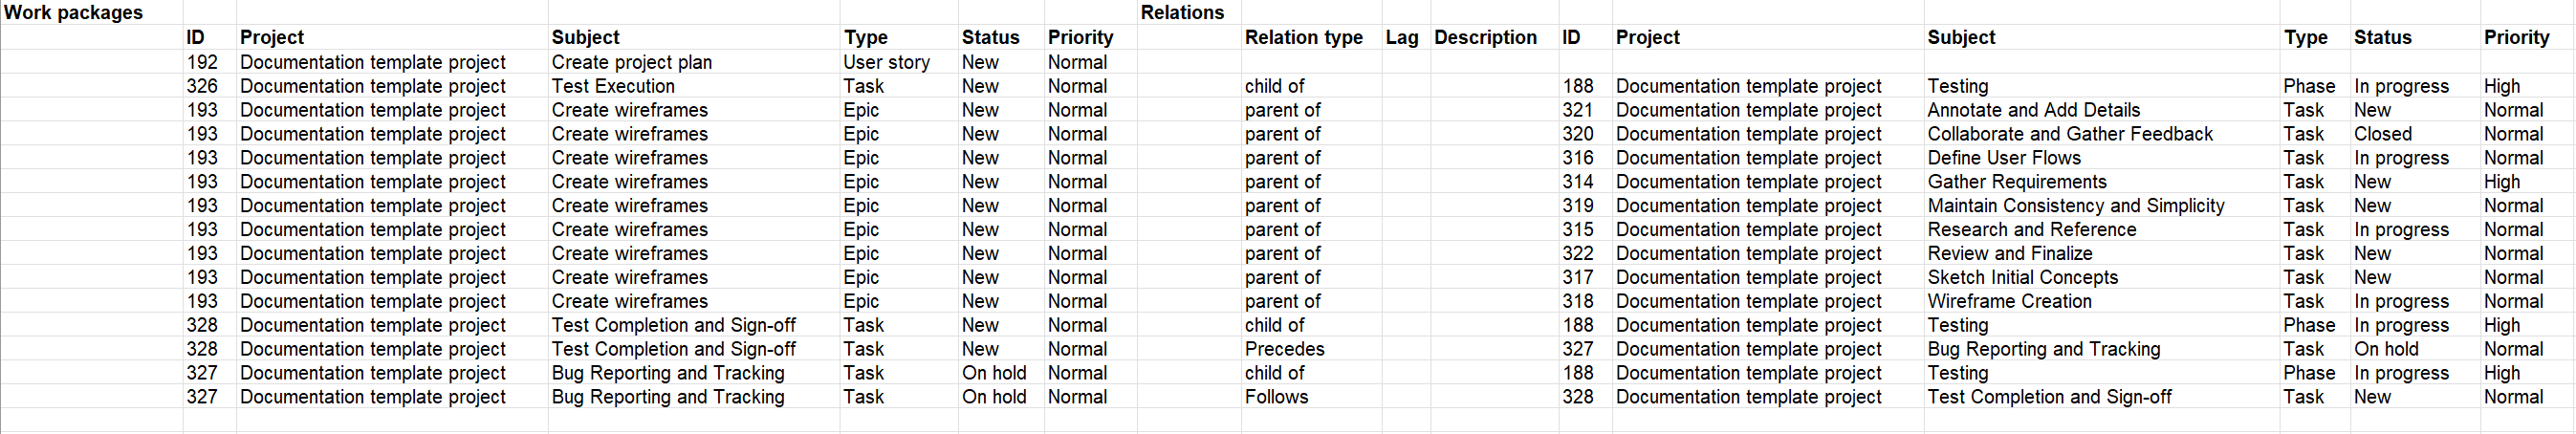 Work packages Relations
ID Project Subject Type Status Priority Relation type Lag Description ID Project Subject Type Status Priority
192 Documentation template project Create project plan User story New Normal
326 Documentation template project Test Execution Task New Normal child of 188 Documentation template project Testing Phase In progress High
193 Documentation template project Create wireframes Epic New Normal parent of 321 Documentation template project Annotate and Add Details Task New Normal
193 Documentation template project Create wireframes Epic New Normal parent of 320 Documentation template project Collaborate and Gather Feedback Task Closed Normal
193 Documentation template project Create wireframes Epic New Normal parent of 316 Documentation template project Define User Flows Task In progress Normal
193 Documentation template project Create wireframes Epic New Normal parent of 314 Documentation template project Gather Requirements Task New High
193 Documentation template project Create wireframes Epic New Normal parent of 319 Documentation template project Maintain Consistency and Simplicity Task New Normal
193 Documentation template project Create wireframes Epic New Normal parent of 315 Documentation template project Research and Reference Task In progress Normal
193 Documentation template project Create wireframes Epic New Normal parent of 322 Documentation template project Review and Finalize Task New Normal
193 Documentation template project Create wireframes Epic New Normal parent of 317 Documentation template project Sketch Initial Concepts Task New Normal
193 Documentation template project Create wireframes Epic New Normal parent of 318 Documentation template project Wireframe Creation Task In progress Normal
328 Documentation template project Test Completion and Sign-off Task New Normal child of 188 Documentation template project Testing Phase In progress High
328 Documentation template project Test Completion and Sign-off Task New Normal Precedes 327 Documentation template project Bug Reporting and Tracking Task On hold Normal
327 Documentation template project Bug Reporting and Tracking Task On hold Normal child of 188 Documentation template project Testing Phase In progress High
327 Documentation template project Bug Reporting and Tracking Task On hold Normal Follows 328 Documentation template project Test Completion and Sign-off Task New Normal